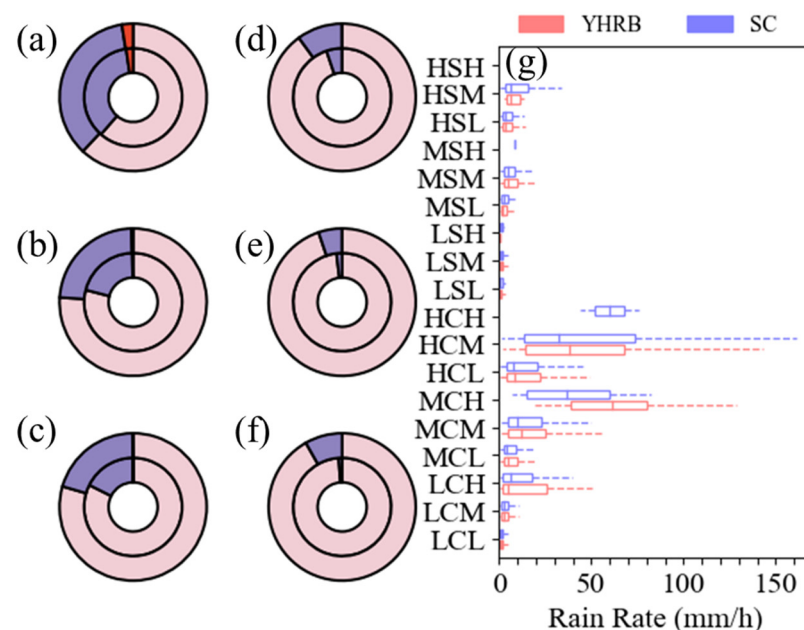 (a)
(d)
YHRB
SC
(g)
HSH
HSM
HSL
MSH
MSM
MSL
LSH
LSM
LSL
HCH
HCM
HCL
MCH
MCM
MCL
LCH
LCM
LCL
(b)
(e)
(c)
(f)
0 50 100 150
Rain Rate (mm/h)